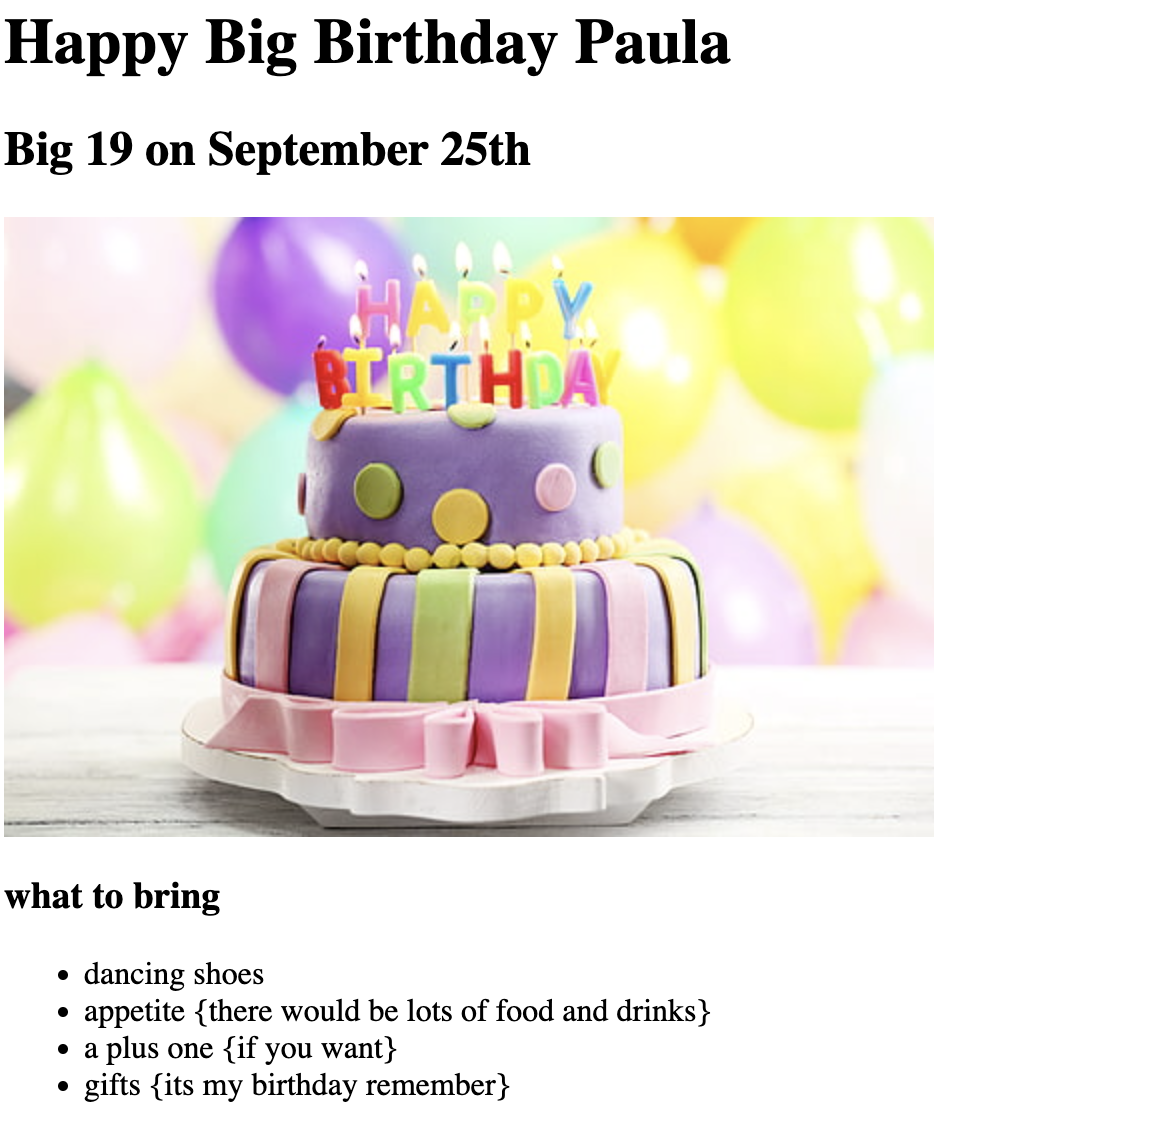 Happy Big Birthday Paula
Big 19 on September 25th
HAPPY
BIRTHDAY
what to bring
dancing shoes
appetite {there would be lots of food and drinks}
a plus one {if you want}
gifts {its my birthday remember}